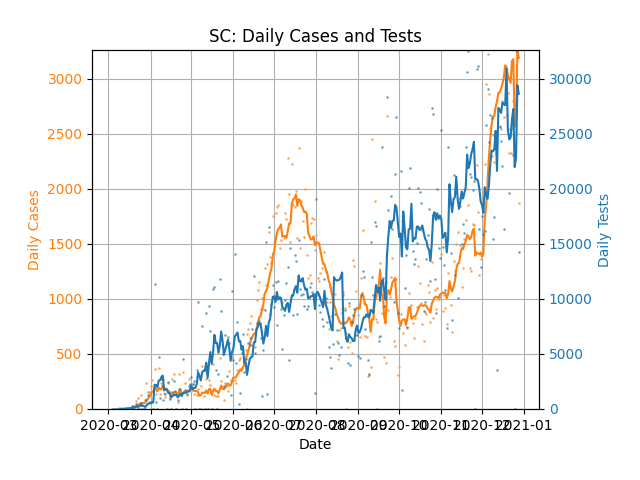 SC: Daily Cases and Tests
3000 30000
2500 25000
2000 20000
1500 15000
1000 10000
500 5000
0 0
Daily Cases
Daily Tests
2020-03 2020-04 2020-05 2020-06 2020-07 2020-08 2020-09 2020-10 2020-11 2020-12 2021-01
Date